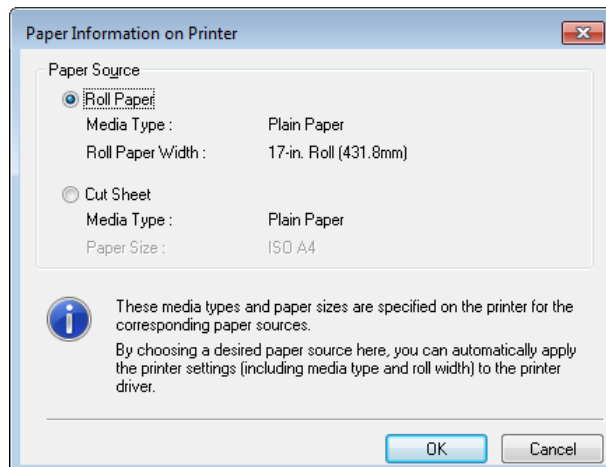 Paper Information on Printer
Paper Source
Roll Paper
Media Type : Plain Paper
Roll Paper Width : 17-in. Roll (431.8mm)
Cut Sheet
Media Type : Plain Paper
Paper Size : ISO A4
These media types and paper sizes are specified on the printer for the
corresponding paper sources.
By choosing a desired paper source here, you can automatically apply
the printer settings (including media type and roll width) to the printer
driver.
OK Cancel